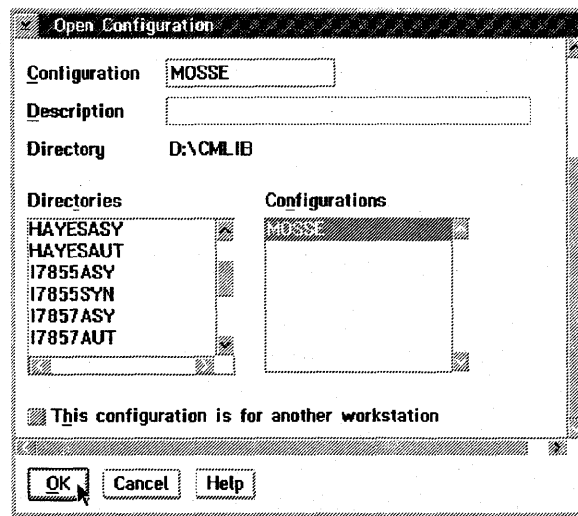 Open Configuration
Configuration MOSSE
Description
Directory D:\CMLIB
Directories Configurations
HAYESASY MOSSE
HAYESAUT
I7855ASY
I7855SYN
I7857ASY
I7857AUT
This configuration is for another workstation
OK Cancel Help